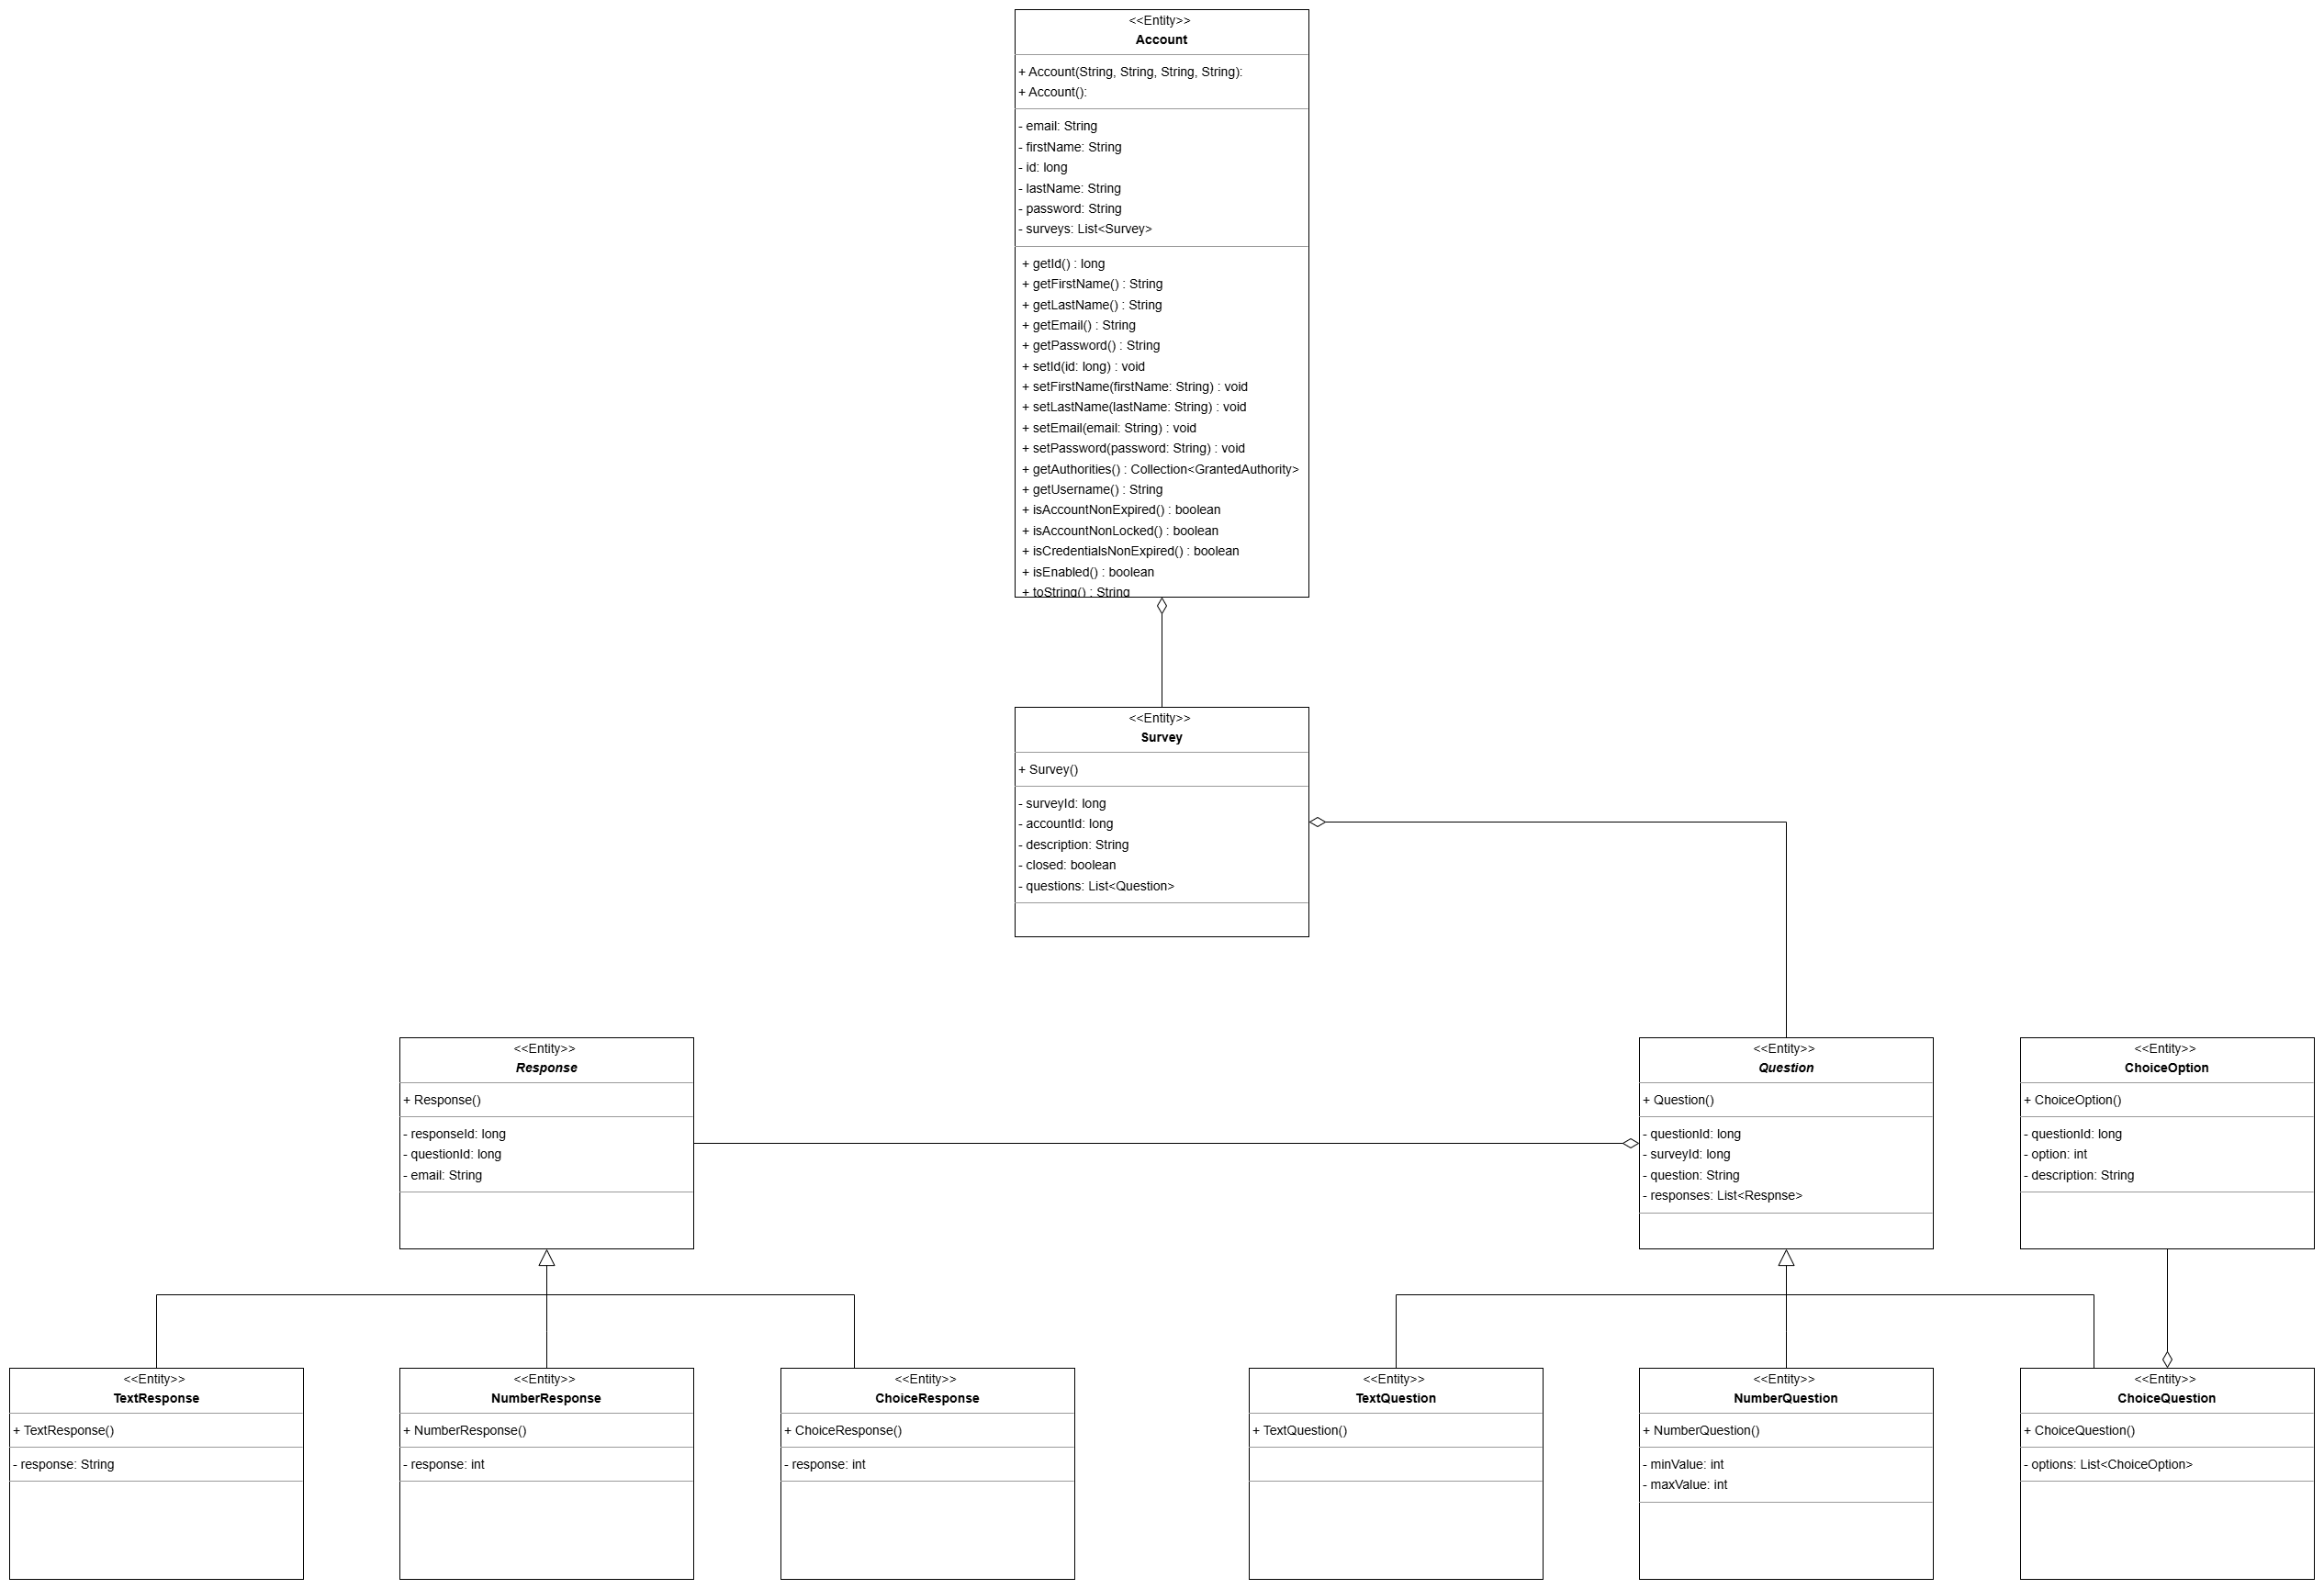 <<Entity>>
Account
+ Account(String, String, String, String):
+ Account():
- email: String
- firstName: String
- id: long
- lastName: String
- password: String
- surveys: List<Survey>
+ getId() : long
+ getFirstName() : String
+ getLastName() : String
+ getEmail() : String
+ getPassword() : String
+ setId(id: long) : void
+ setFirstName(firstName: String) : void
+ setLastName(lastName: String) : void
+ setEmail(email: String) : void
+ setPassword(password: String) : void
+ getAuthorities() : Collection<GrantedAuthority>
+ getUsername() : String
+ isAccountNonExpired() : boolean
+ isAccountNonLocked() : boolean
+ isCredentialsNonExpired() : boolean
+ isEnabled() : boolean
+ toString() : String
<<Entity>>
Survey
+ Survey()
- surveyId: long
- accountId: long
- description: String
- closed: boolean
- questions: List<Question>
<<Entity>>
Response
+ Response()
- responseId: long
- questionId: long
- email: String
<<Entity>>
Question
+ Question()
- questionId: long
- surveyId: long
- question: String
- responses: List<Respnse>
<<Entity>>
ChoiceOption
+ ChoiceOption()
- questionId: long
- option: int
- description: String
<<Entity>>
TextResponse
+ TextResponse()
- response: String
<<Entity>>
NumberResponse
+ NumberResponse()
- response: int
<<Entity>>
ChoiceResponse
+ ChoiceResponse()
- response: int
<<Entity>>
TextQuestion
+ TextQuestion()
<<Entity>>
NumberQuestion
+ NumberQuestion()
- minValue: int
- maxValue: int
<<Entity>>
ChoiceQuestion
+ ChoiceQuestion()
- options: List<ChoiceOption>